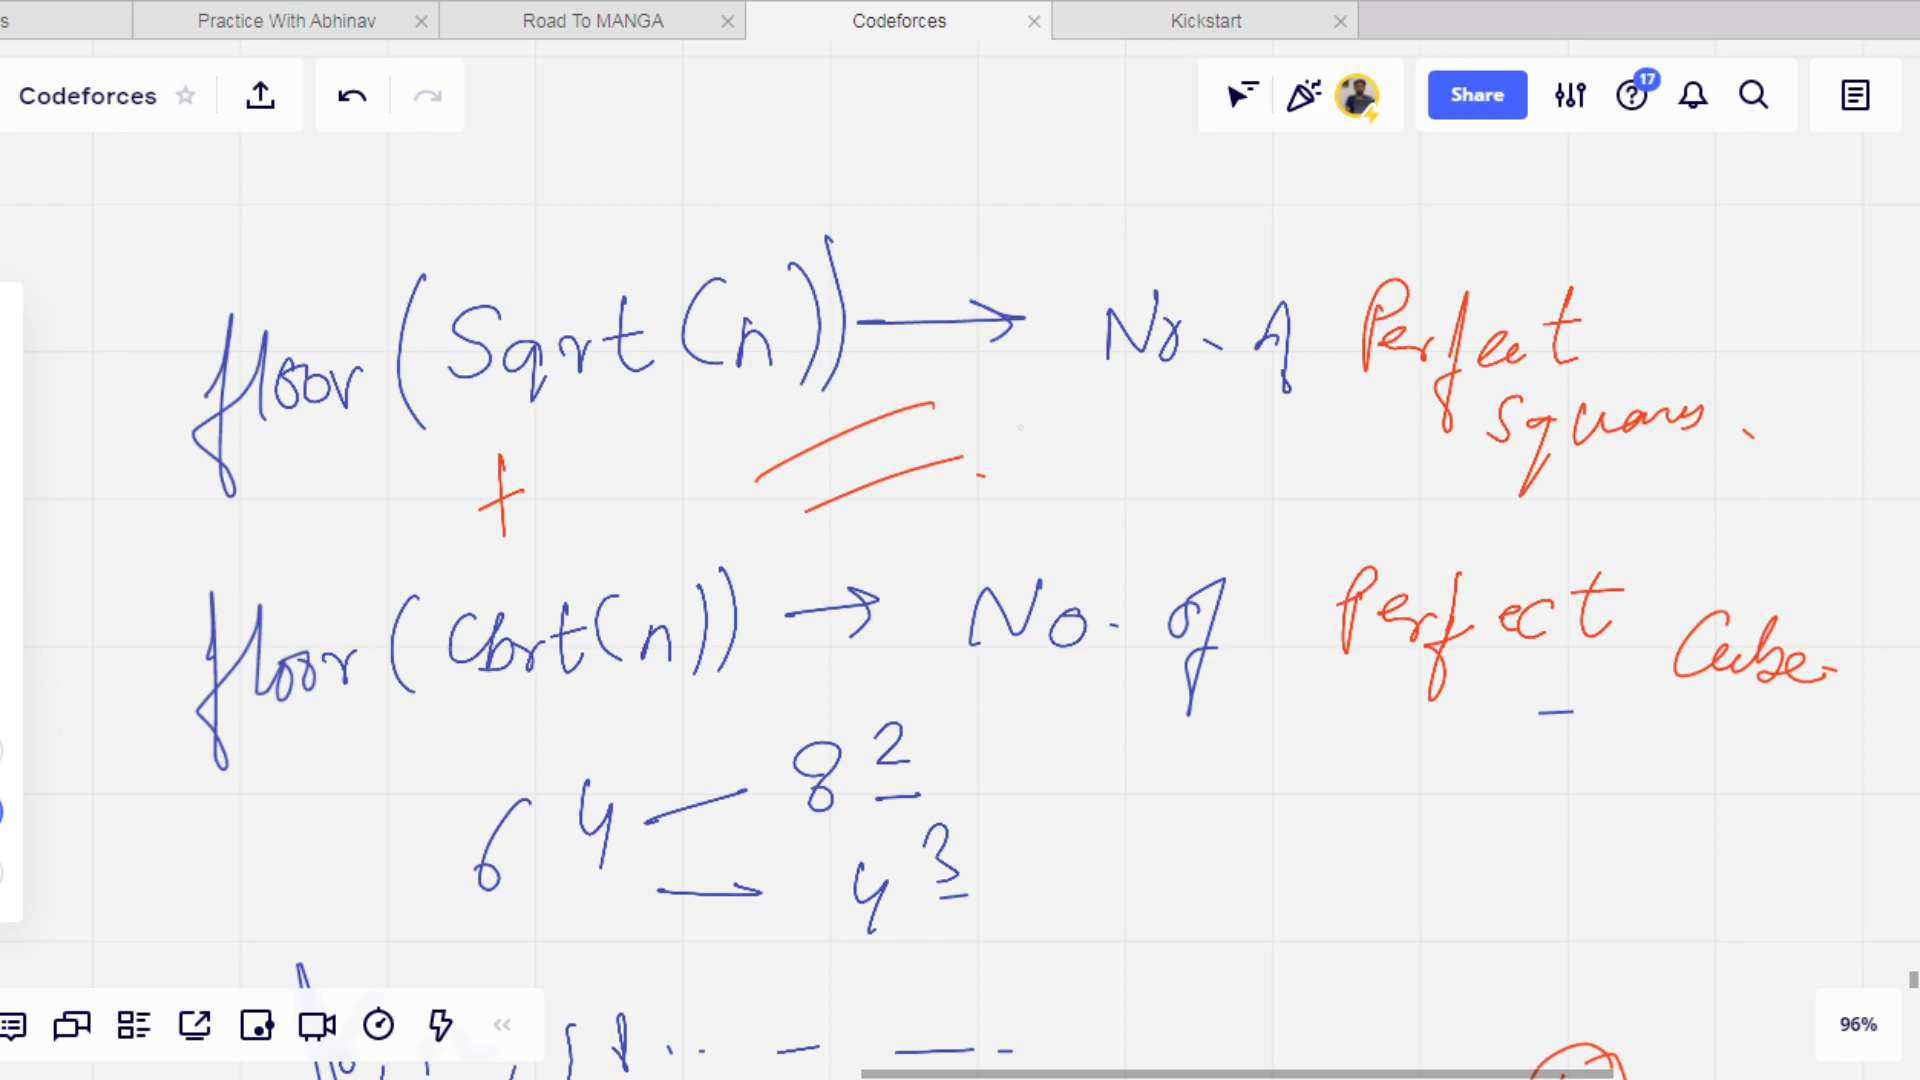 s Practice With Abhinav Road To MANGA Codeforces Kickstart
Codeforces Share 17
floor(Sqrt(n)) → No. of Perfect
Squares.
+
floor(Cbrt(n)) → No. of Perfect Cube.
64 8²
→ 4³
96%